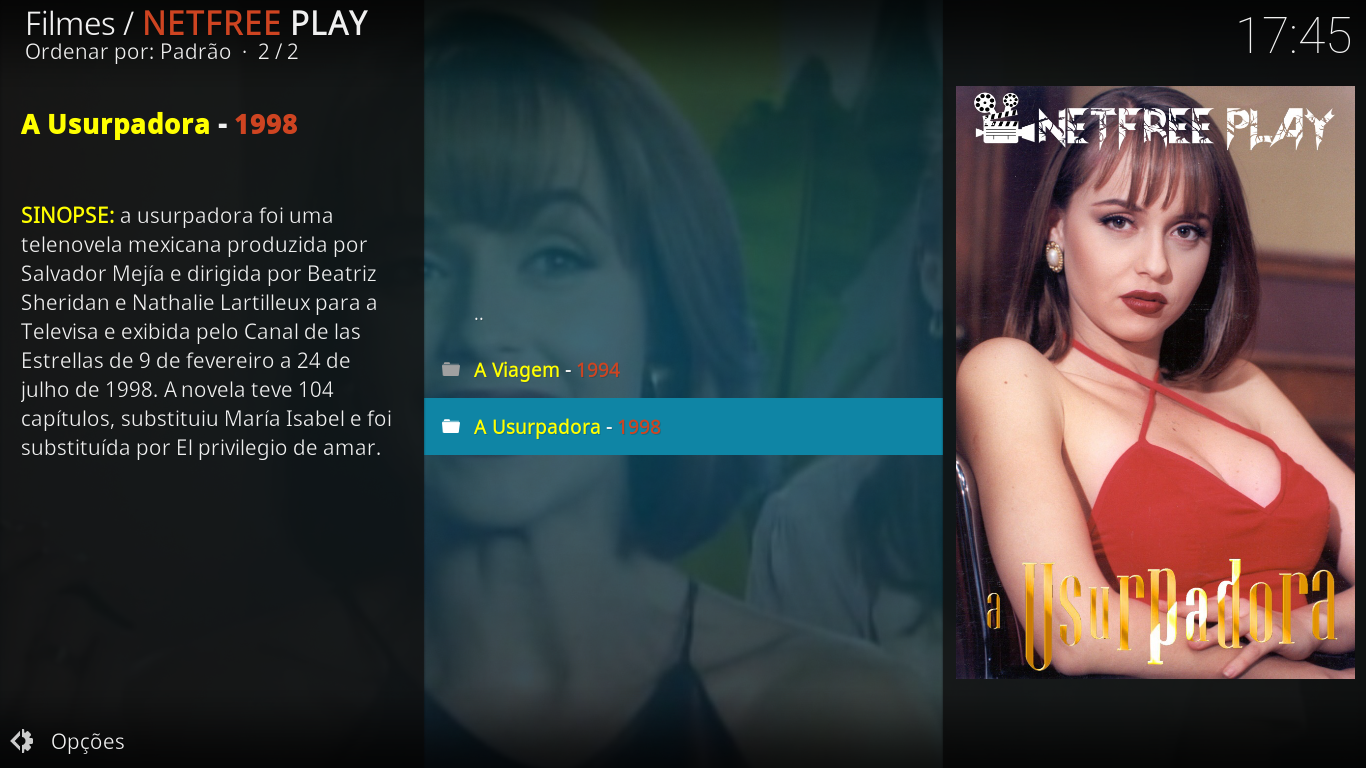 Filmes / NETFREE PLAY
Ordenar por: Padrão · 2 / 2
17:45
A Usurpadora - 1998
SINOPSE: a usurpadora foi uma
telenovela mexicana produzida por
Salvador Mejía e dirigida por Beatriz
Sheridan e Nathalie Lartilleux para a
Televisa e exibida pelo Canal de las
Estrellas de 9 de fevereiro a 24 de
julho de 1998. A novela teve 104
capítulos, substituiu María Isabel e foi
substituída por El privilegio de amar.
..
A Viagem - 1994
A Usurpadora - 1998
NETFREE PLAY
a Usurpadora
Opções